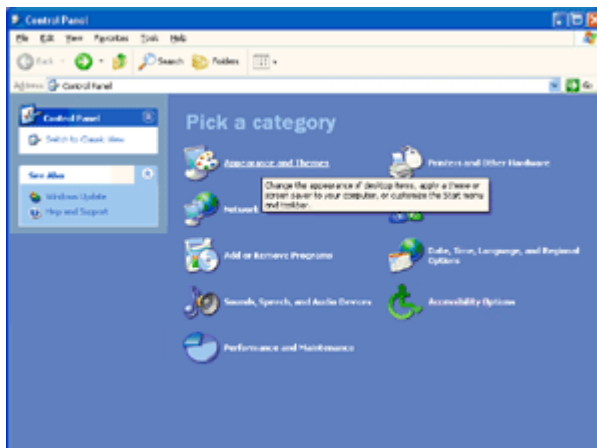 Control Panel
File Edit View Favorites Tools Help
Back Search Folders
Address Control Panel Go
Control Panel
Switch to Classic View
See Also
Windows Update
Help and Support
Pick a category
Appearance and Themes
Printers and Other Hardware
Change the appearance of desktop items, apply a theme or
screen saver to your computer, or customize the Start menu
and taskbar.
Network
Add or Remove Programs
Date, Time, Language, and Regional
Options
Sounds, Speech, and Audio Devices
Accessibility Options
Performance and Maintenance